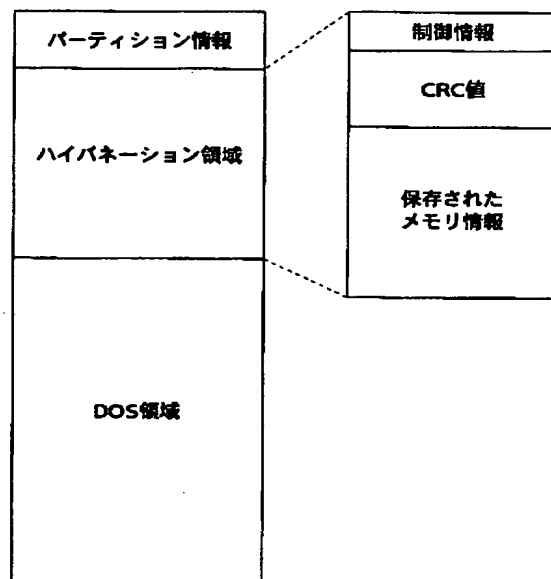 パーティション情報
ハイバネーション領域
DOS領域
制御情報
CRC値
保存された
メモリ情報